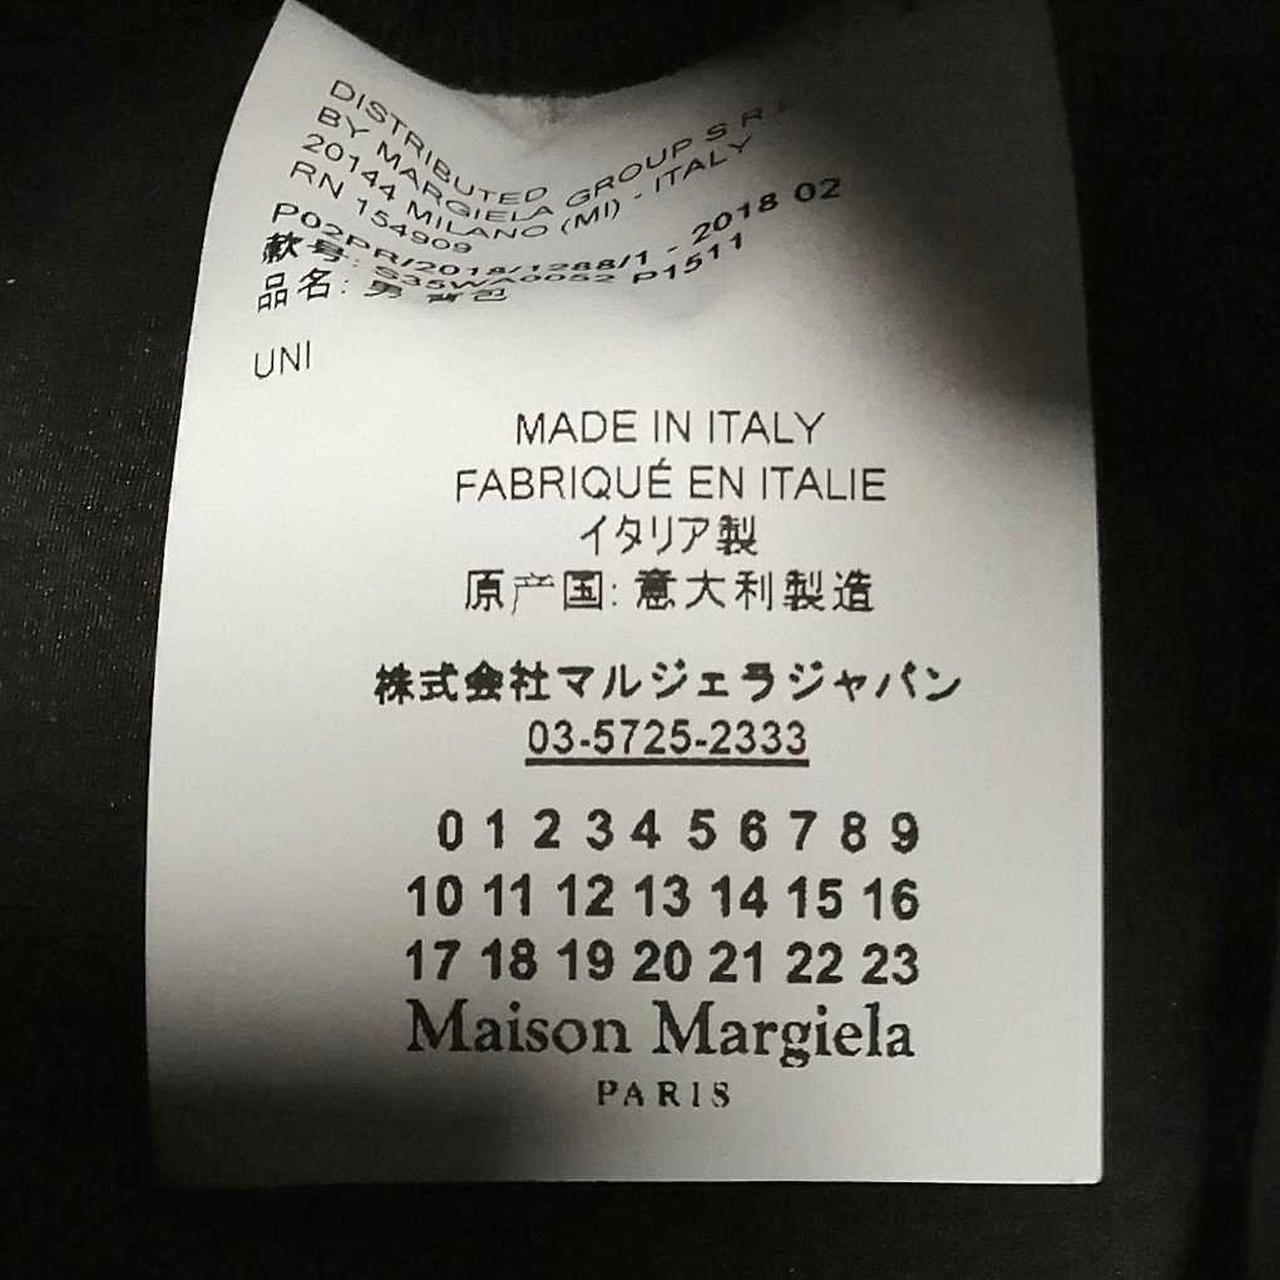 DISTRIBUTED
BY MARGIELA GROUP S.R.L
20144 MILANO (MI) - ITALY
RN 154909
P02PR/2018/1288/1 - 2018 02
款号: S35WA0052 P1511
品名: 男 背包
UNI
MADE IN ITALY
FABRIQUÉ EN ITALIE
イタリア製
原产国: 意大利製造
株式会社マルジェラジャパン
03-5725-2333
0 1 2 3 4 5 6 7 8 9
10 11 12 13 14 15 16
17 18 19 20 21 22 23
Maison Margiela
PARIS